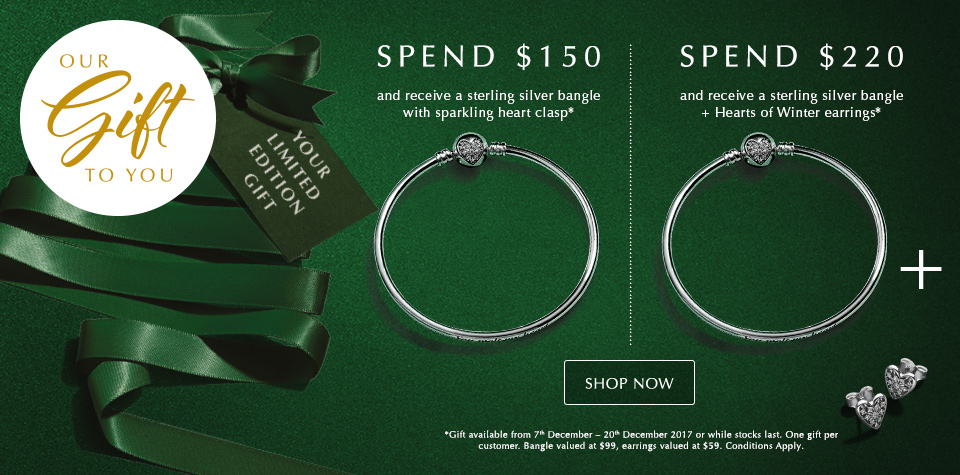 OUR
Gift
TO YOU
YOUR
LIMITED
EDITION
GIFT
SPEND $150
and receive a sterling silver bangle
with sparkling heart clasp*
SPEND $220
and receive a sterling silver bangle
+ Hearts of Winter earrings*
+
SHOP NOW
*Gift available from 7th December – 20th December 2017 or while stocks last. One gift per
customer. Bangle valued at $99, earrings valued at $59. Conditions Apply.